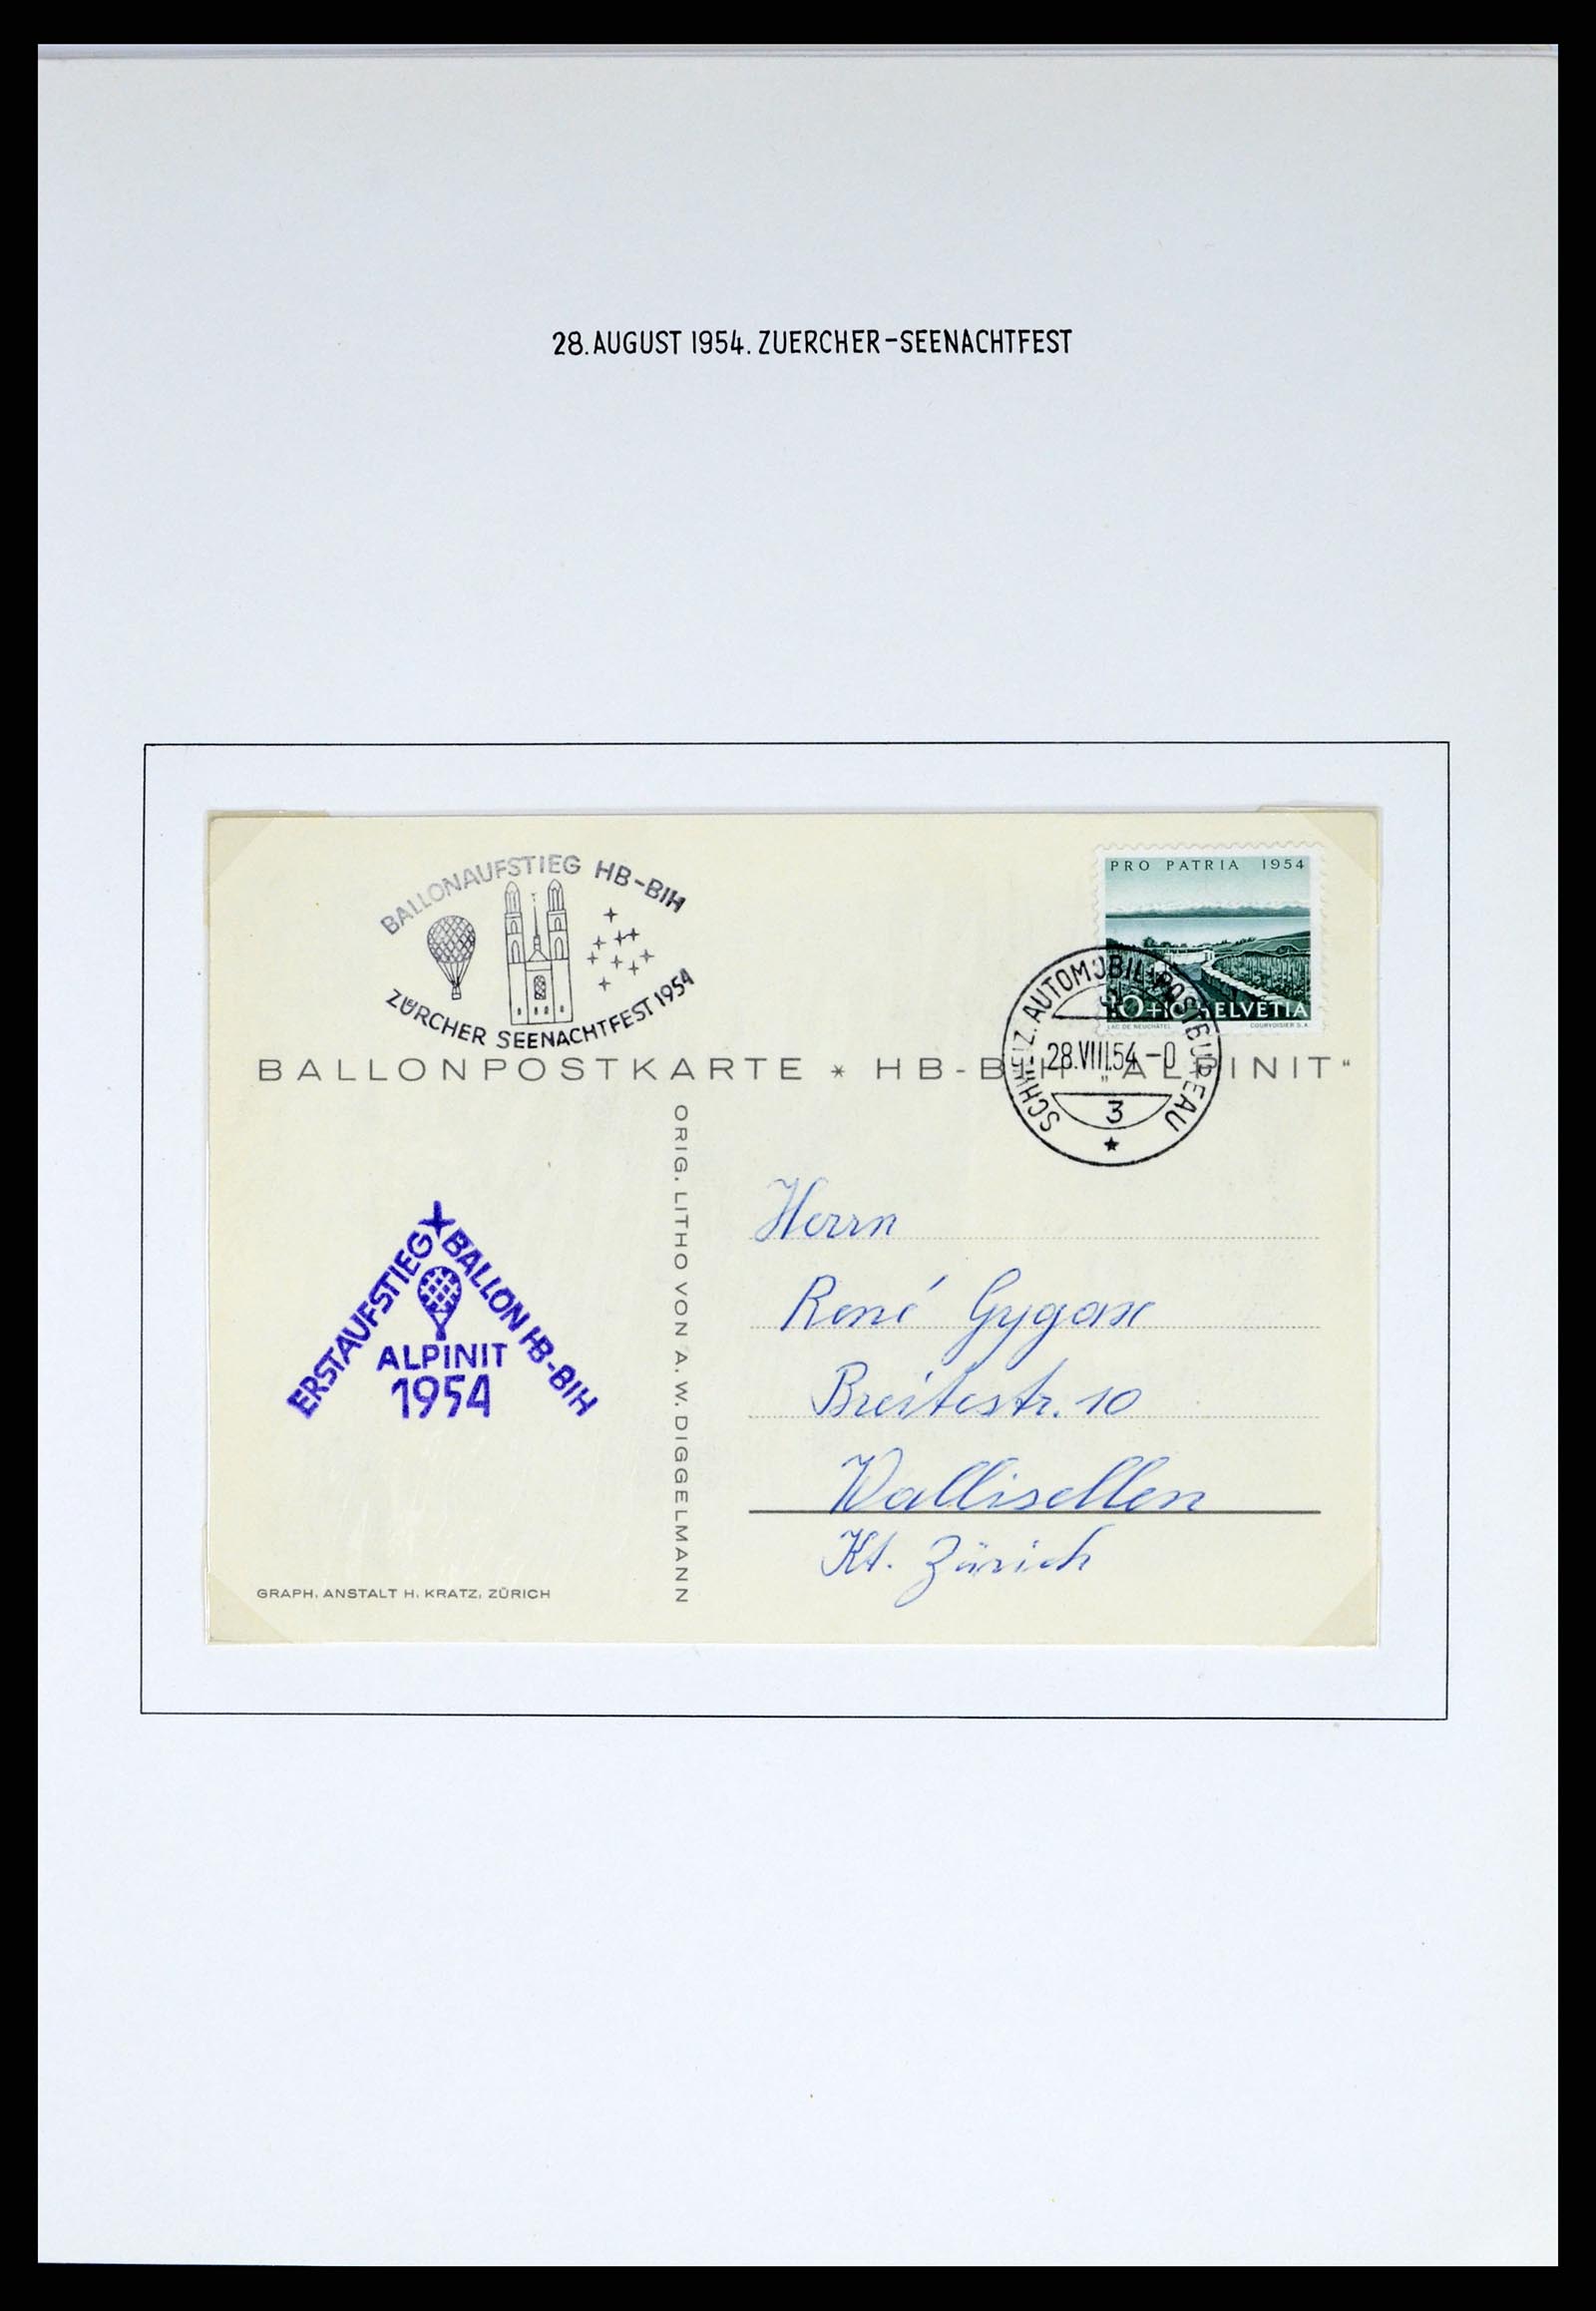 28. AUGUST 1954. ZUERCHER-SEENACHTFEST
BALLONAUFSTIEG HB-BIH
ZÜRCHER SEENACHTFEST 1954
PRO PATRIA 1954
HELVETIA
LAC DE NEUCHÂTEL COURVOISIER S.A.
SCHWEIZ. AUTOMOBIL-POSTBUREAU
28.VIII.54-0
3
BALLONPOSTKARTE * HB-BIH „ALPINIT“
ORIG. LITHO VON A. W. DIGGELMANN
ERSTAUFSTIEG BALLON HB-BIH
ALPINIT
1954
Herrn
René Gygax
Breitestr. 10
Wallisellen
Kt. Zürich
GRAPH. ANSTALT H. KRATZ, ZÜRICH